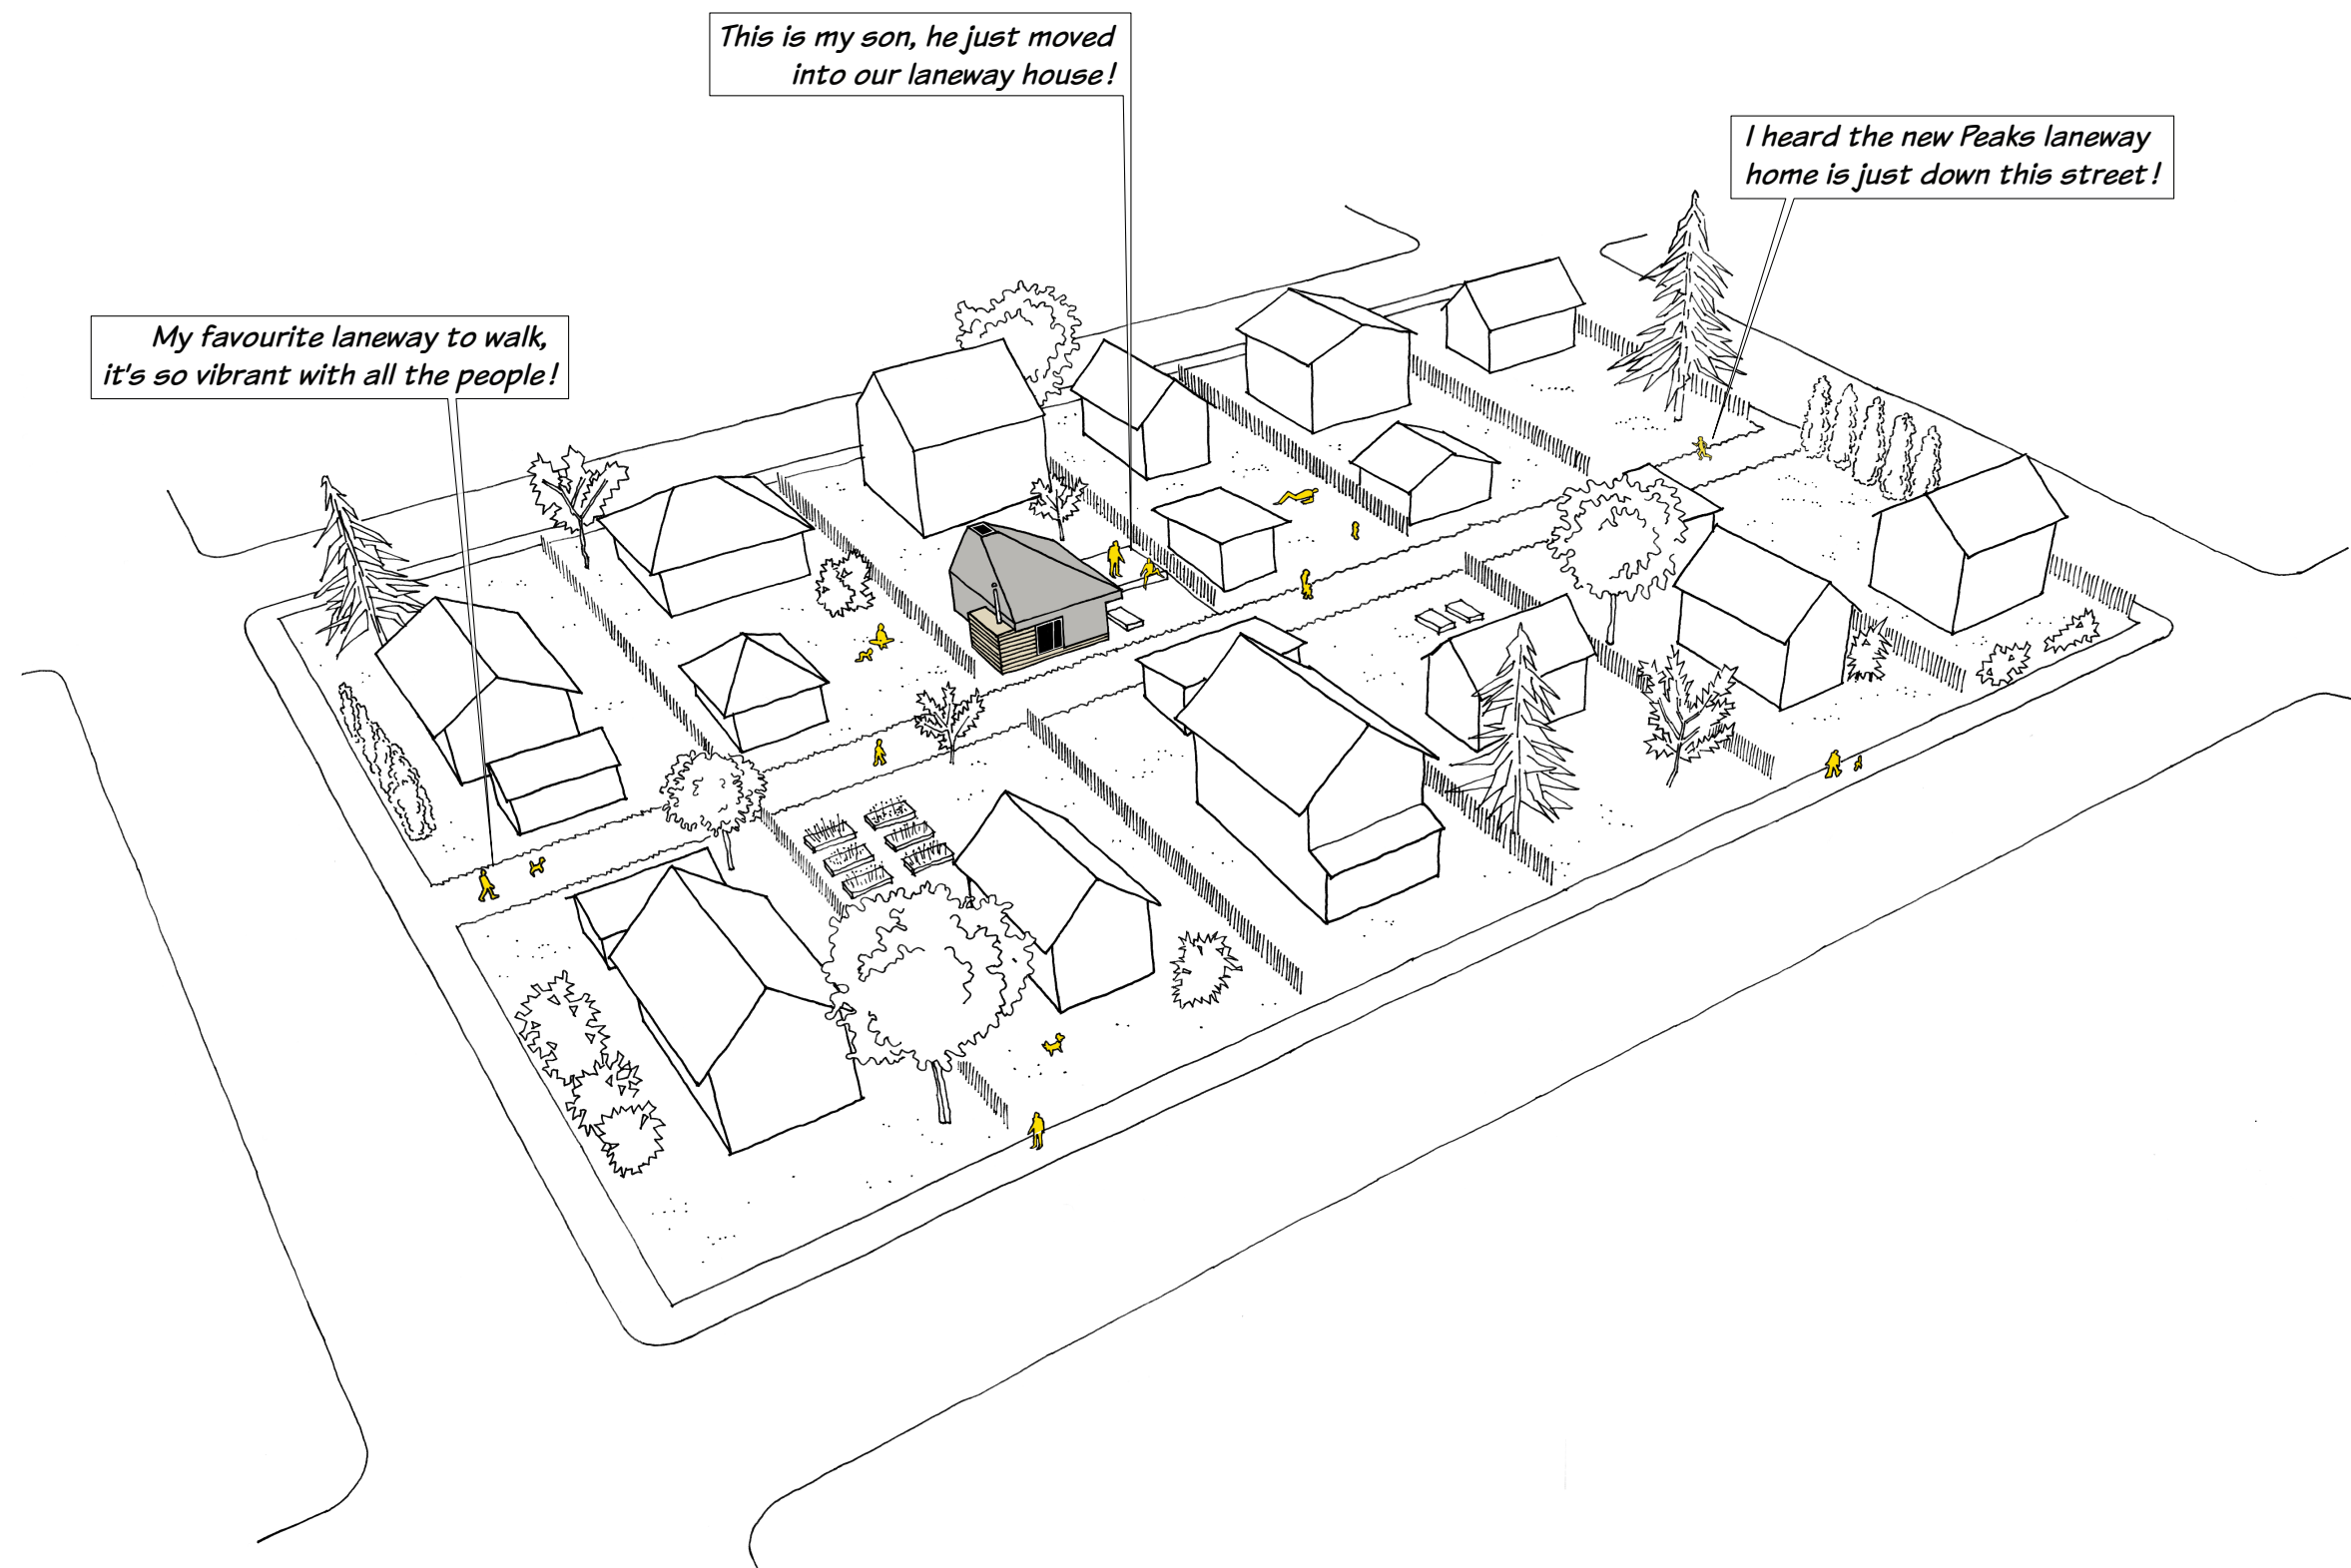 This is my son, he just moved
into our laneway house!
I heard the new Peaks laneway
home is just down this street!
My favourite laneway to walk,
it's so vibrant with all the people!